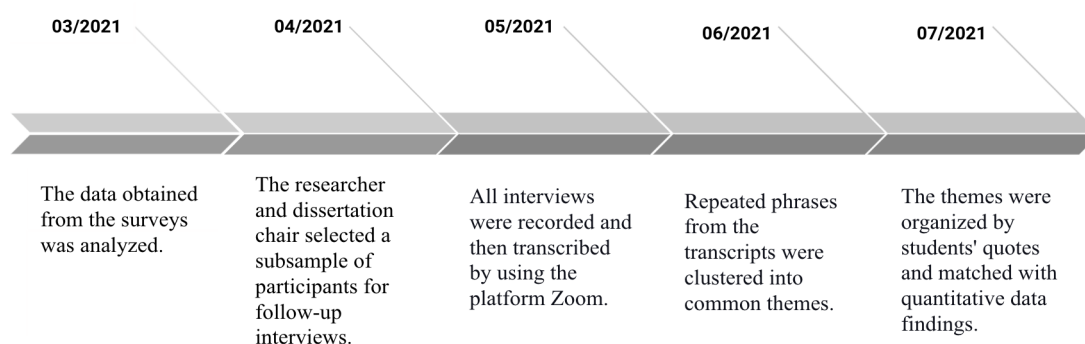 03/2021
04/2021
05/2021
06/2021
07/2021
The data obtained
from the surveys
was analyzed.
The researcher
and dissertation
chair selected a
subsample of
participants for
follow-up
interviews.
All interviews
were recorded and
then transcribed
by using the
platform Zoom.
Repeated phrases
from the
transcripts were
clustered into
common themes.
The themes were
organized by
students' quotes
and matched with
quantitative data
findings.